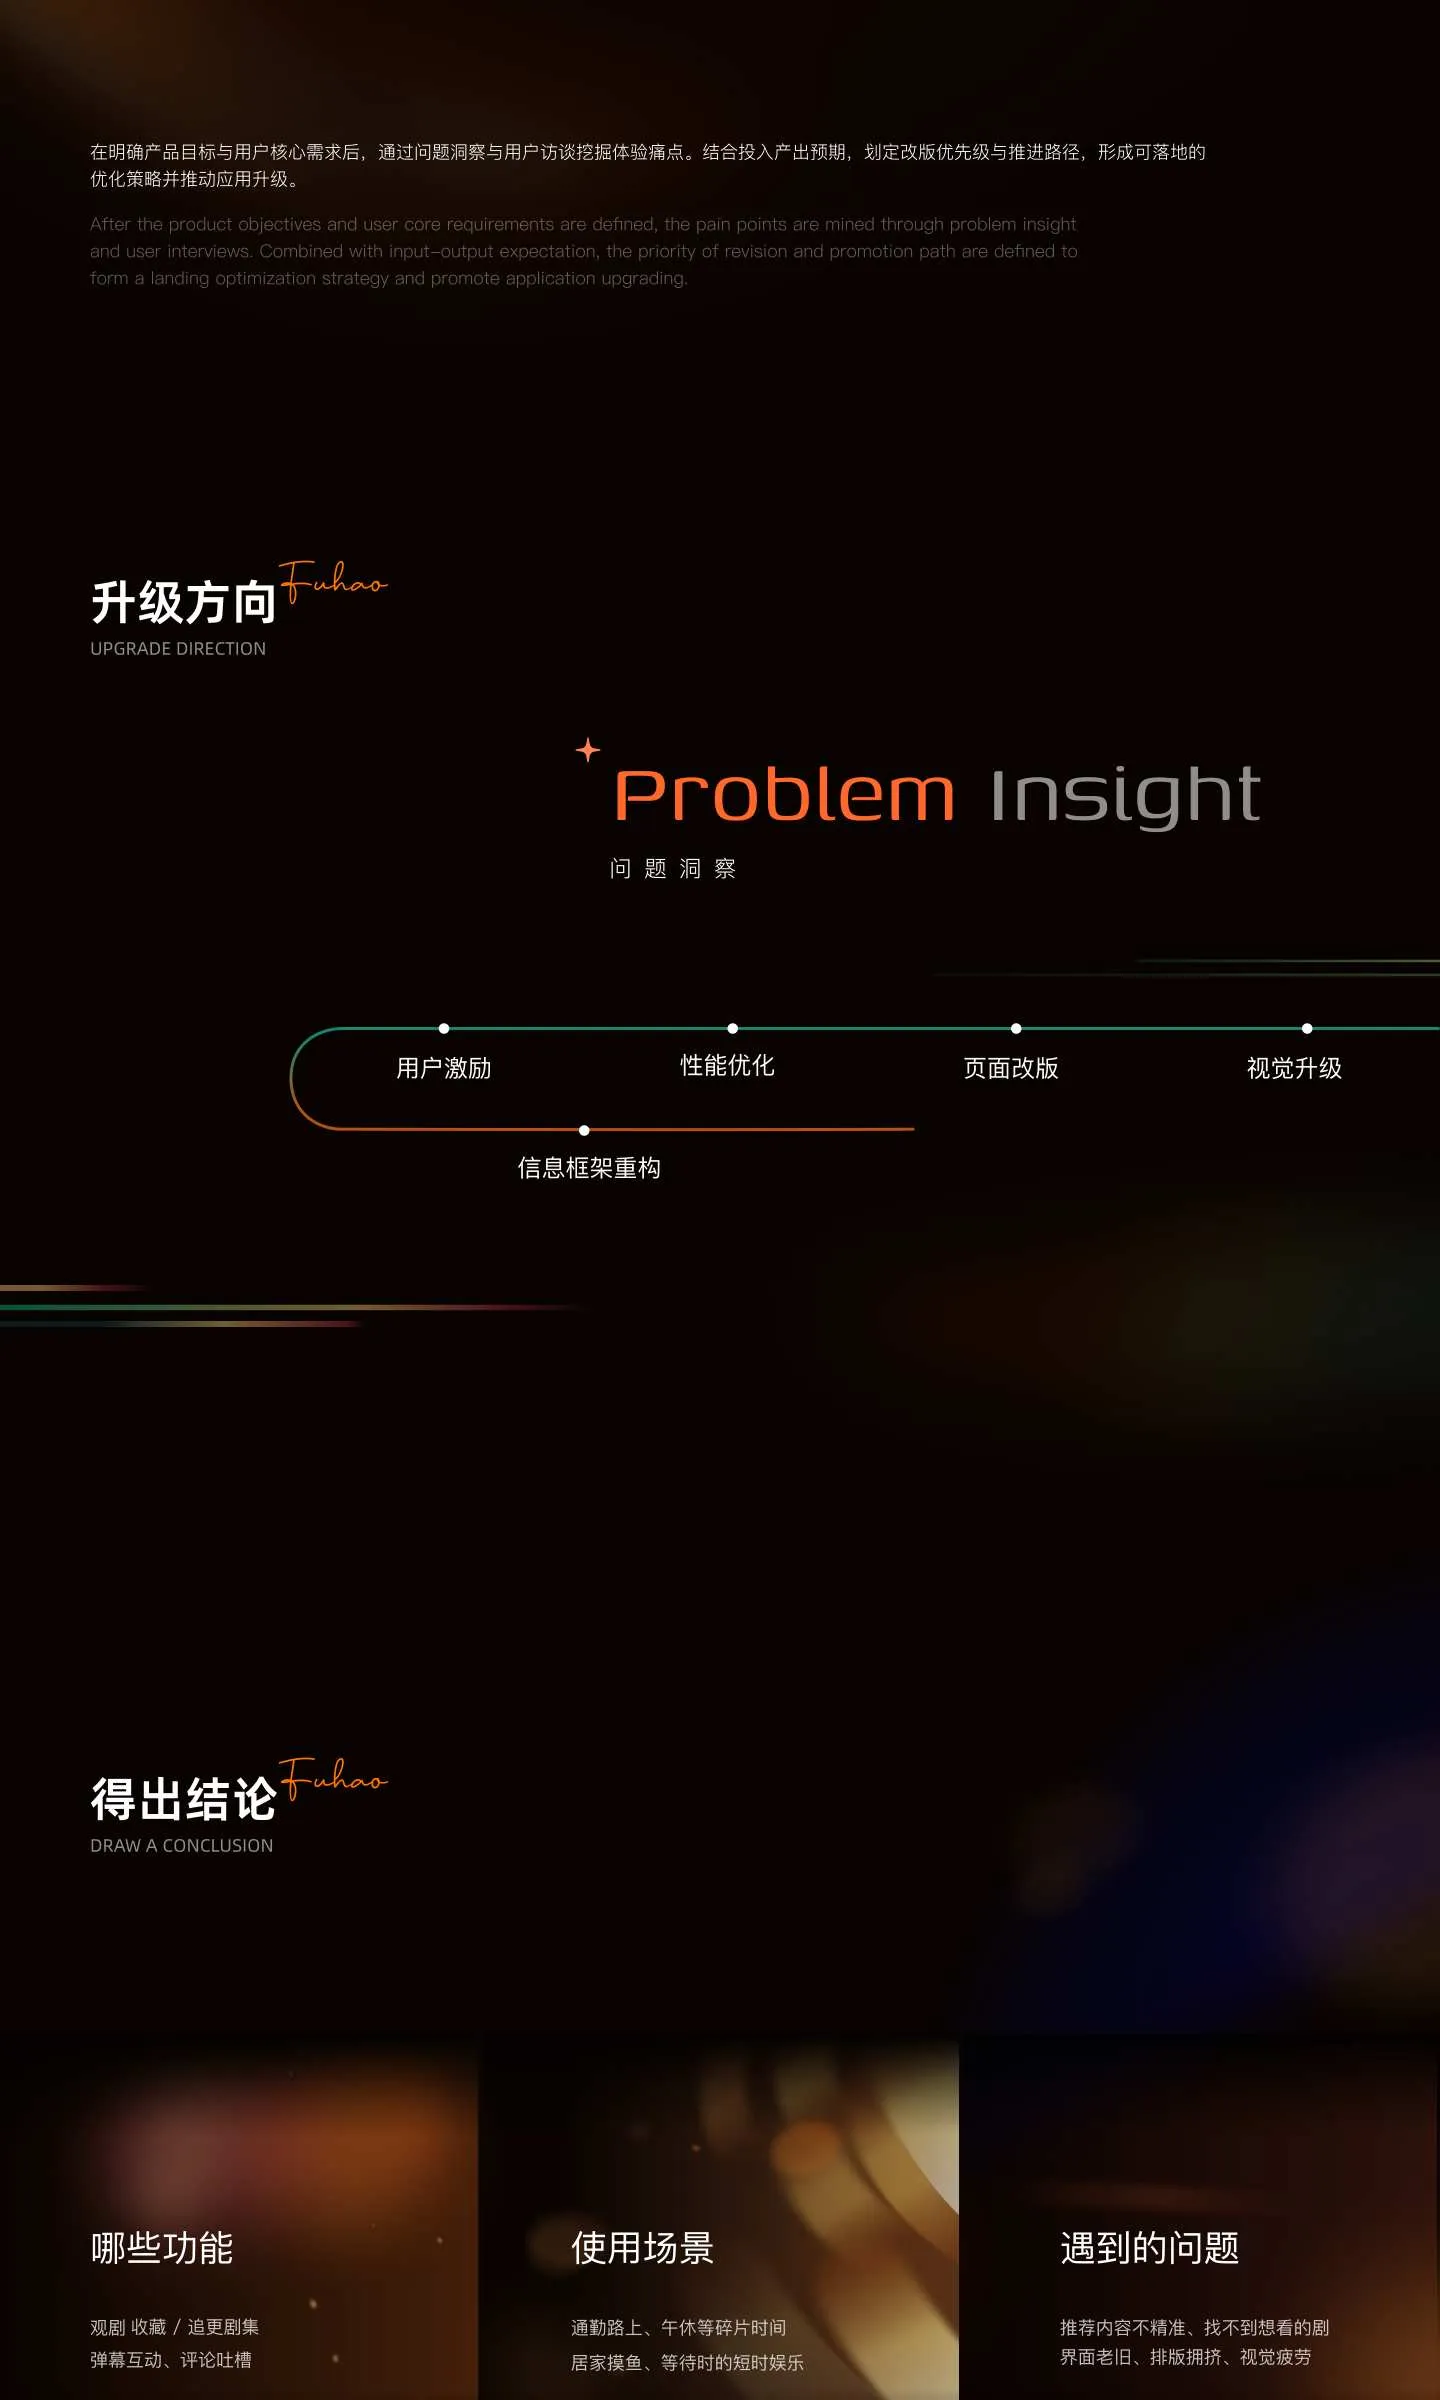 在明确产品目标与用户核心需求后，通过问题洞察与用户访谈挖掘体验痛点。结合投入产出预期，划定改版优先级与推进路径，形成可落地的
优化策略并推动应用升级。
After the product objectives and user core requirements are defined, the pain points are mined through problem insight
and user interviews. Combined with input-output expectation, the priority of revision and promotion path are defined to
form a landing optimization strategy and promote application upgrading.
升级方向 Fuhao
UPGRADE DIRECTION
Problem Insight
问题洞察
用户激励
性能优化
页面改版
视觉升级
信息框架重构
得出结论 Fuhao
DRAW A CONCLUSION
哪些功能
观剧 收藏 / 追更剧集
弹幕互动、评论吐槽
使用场景
通勤路上、午休等碎片时间
居家摸鱼、等待时的短时娱乐
遇到的问题
推荐内容不精准、找不到想看的剧
界面老旧、排版拥挤、视觉疲劳